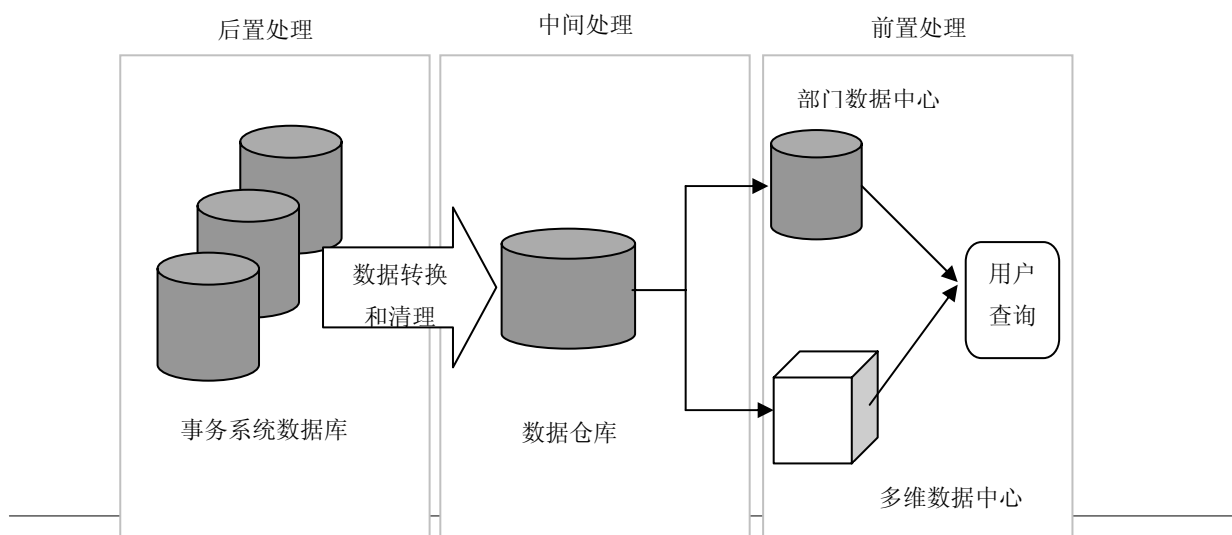 后置处理
中间处理
前置处理
部门数据中心
数据转换
和清理
用户
查询
事务系统数据库
数据仓库
多维数据中心